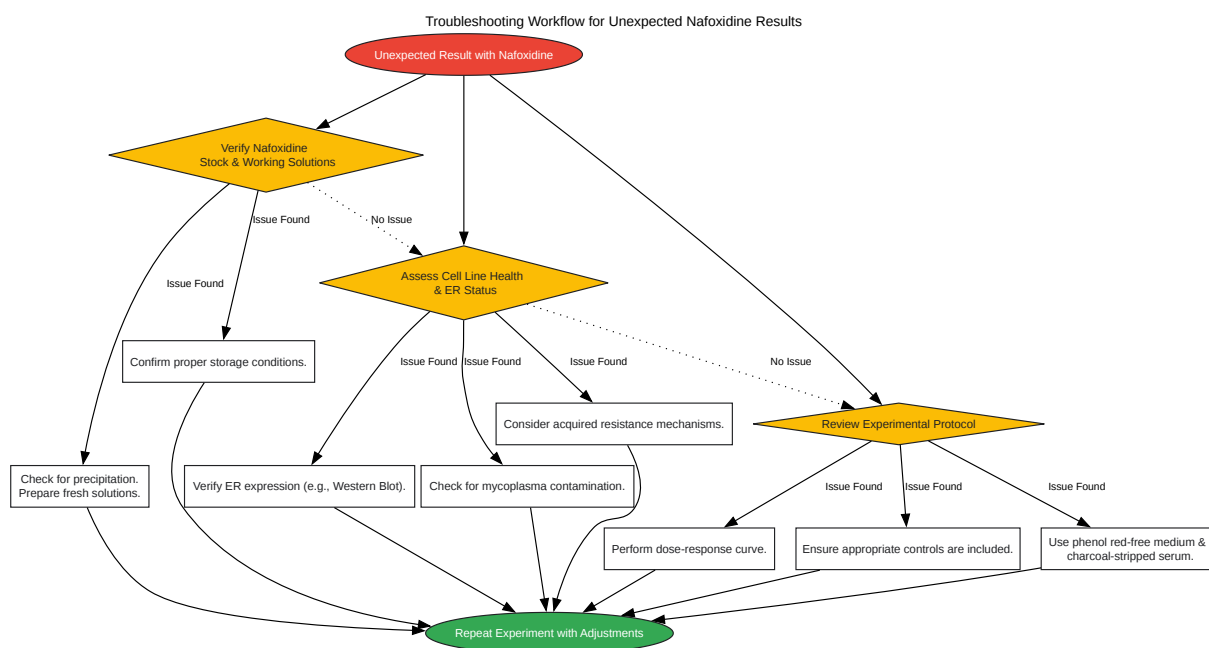 Troubleshooting Workflow for Unexpected Nafoxidine Results
Unexpected Result with Nafoxidine
Verify Nafoxidine
Stock & Working Solutions
Issue Found
No Issue
Assess Cell Line Health
& ER Status
Issue Found
Confirm proper storage conditions.
Issue Found
Issue Found
Issue Found
No Issue
Consider acquired resistance mechanisms.
Review Experimental Protocol
Check for precipitation.
Prepare fresh solutions.
Verify ER expression (e.g., Western Blot).
Check for mycoplasma contamination.
Issue Found
Issue Found
Issue Found
Perform dose-response curve.
Ensure appropriate controls are included.
Use phenol red-free medium &
charcoal-stripped serum.
Repeat Experiment with Adjustments